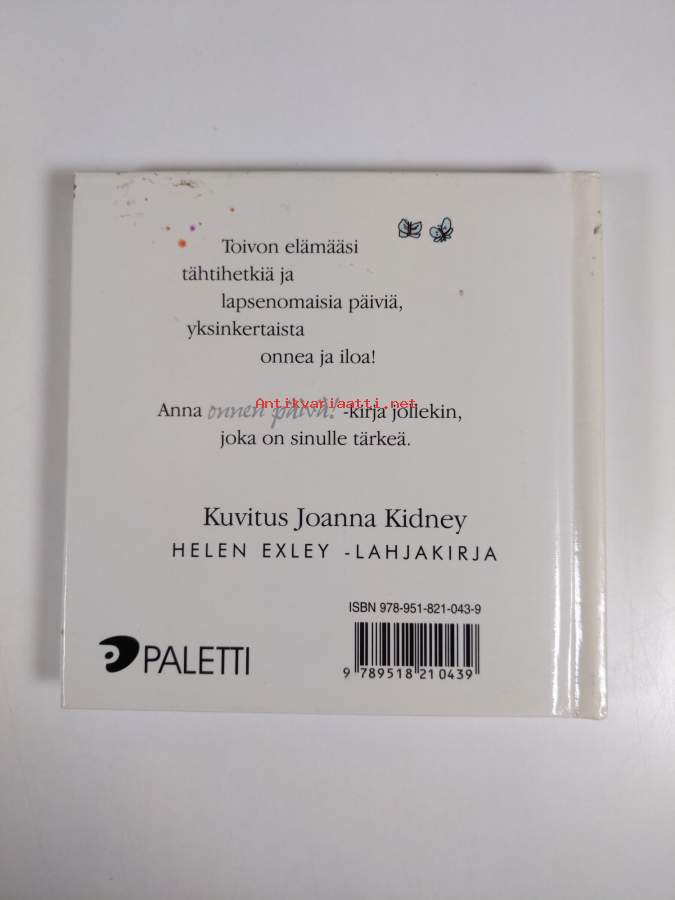 Toivon elämääsi
tähtihetkiä ja
lapsenomaisia päiviä,
yksinkertaista
onnea ja iloa!
Antikvariaatti.net
Anna onnen päivä! -kirja jollekin,
joka on sinulle tärkeä.
Kuvitus Joanna Kidney
HELEN EXLEY -LAHJAKIRJA
ISBN 978-951-821-043-9
PALETTI
9 789518 210439